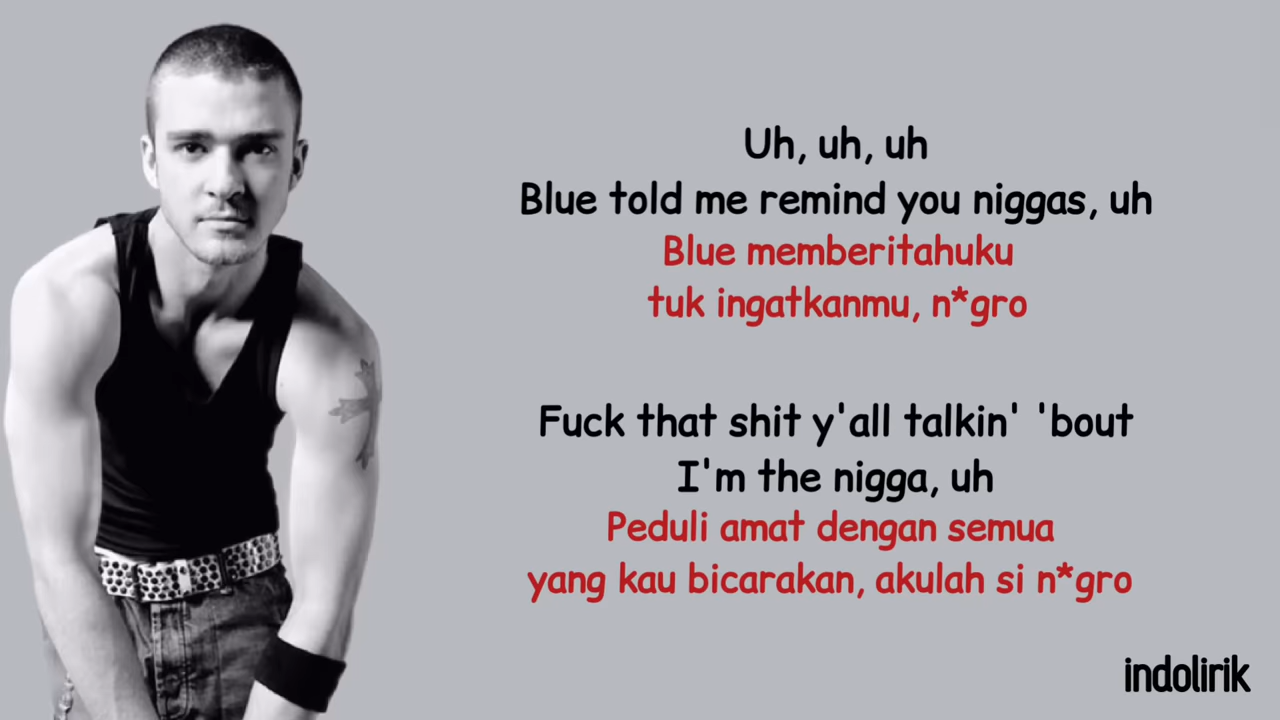 Uh, uh, uh
Blue told me remind you niggas, uh
Blue memberitahuku
tuk ingatkanmu, n*gro
Fuck that shit y'all talkin' 'bout
I'm the nigga, uh
Peduli amat dengan semua
yang kau bicarakan, akulah si n*gro
indolirik